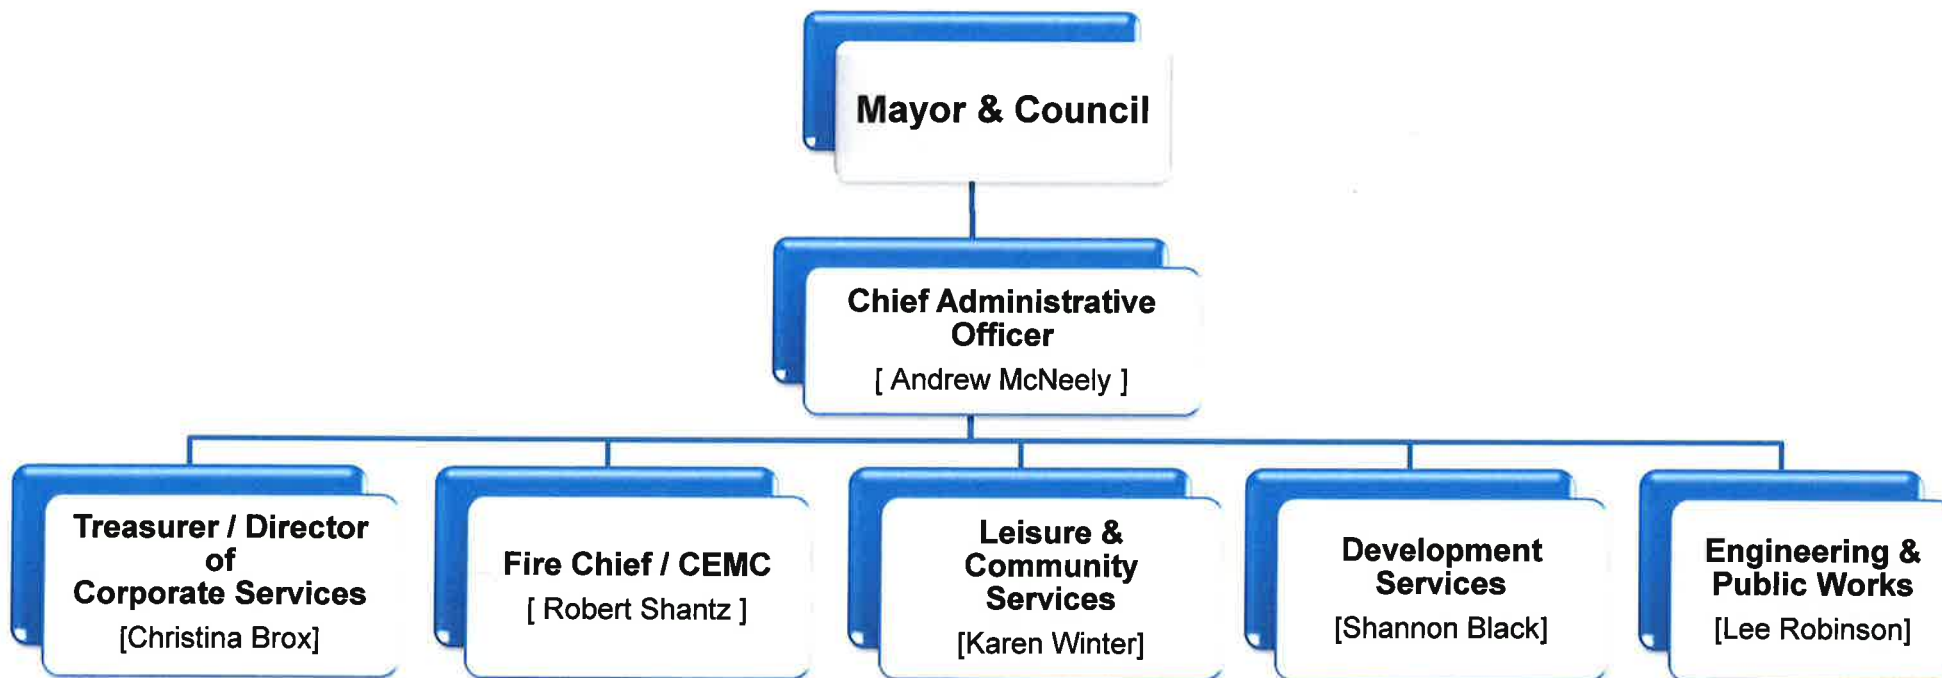 Mayor & Council
Chief Administrative
Officer
[ Andrew McNeely ]
Treasurer / Director
of
Corporate Services
[Christina Brox]
Fire Chief / CEMC
[ Robert Shantz ]
Leisure &
Community
Services
[Karen Winter]
Development
Services
[Shannon Black]
Engineering &
Public Works
[Lee Robinson]